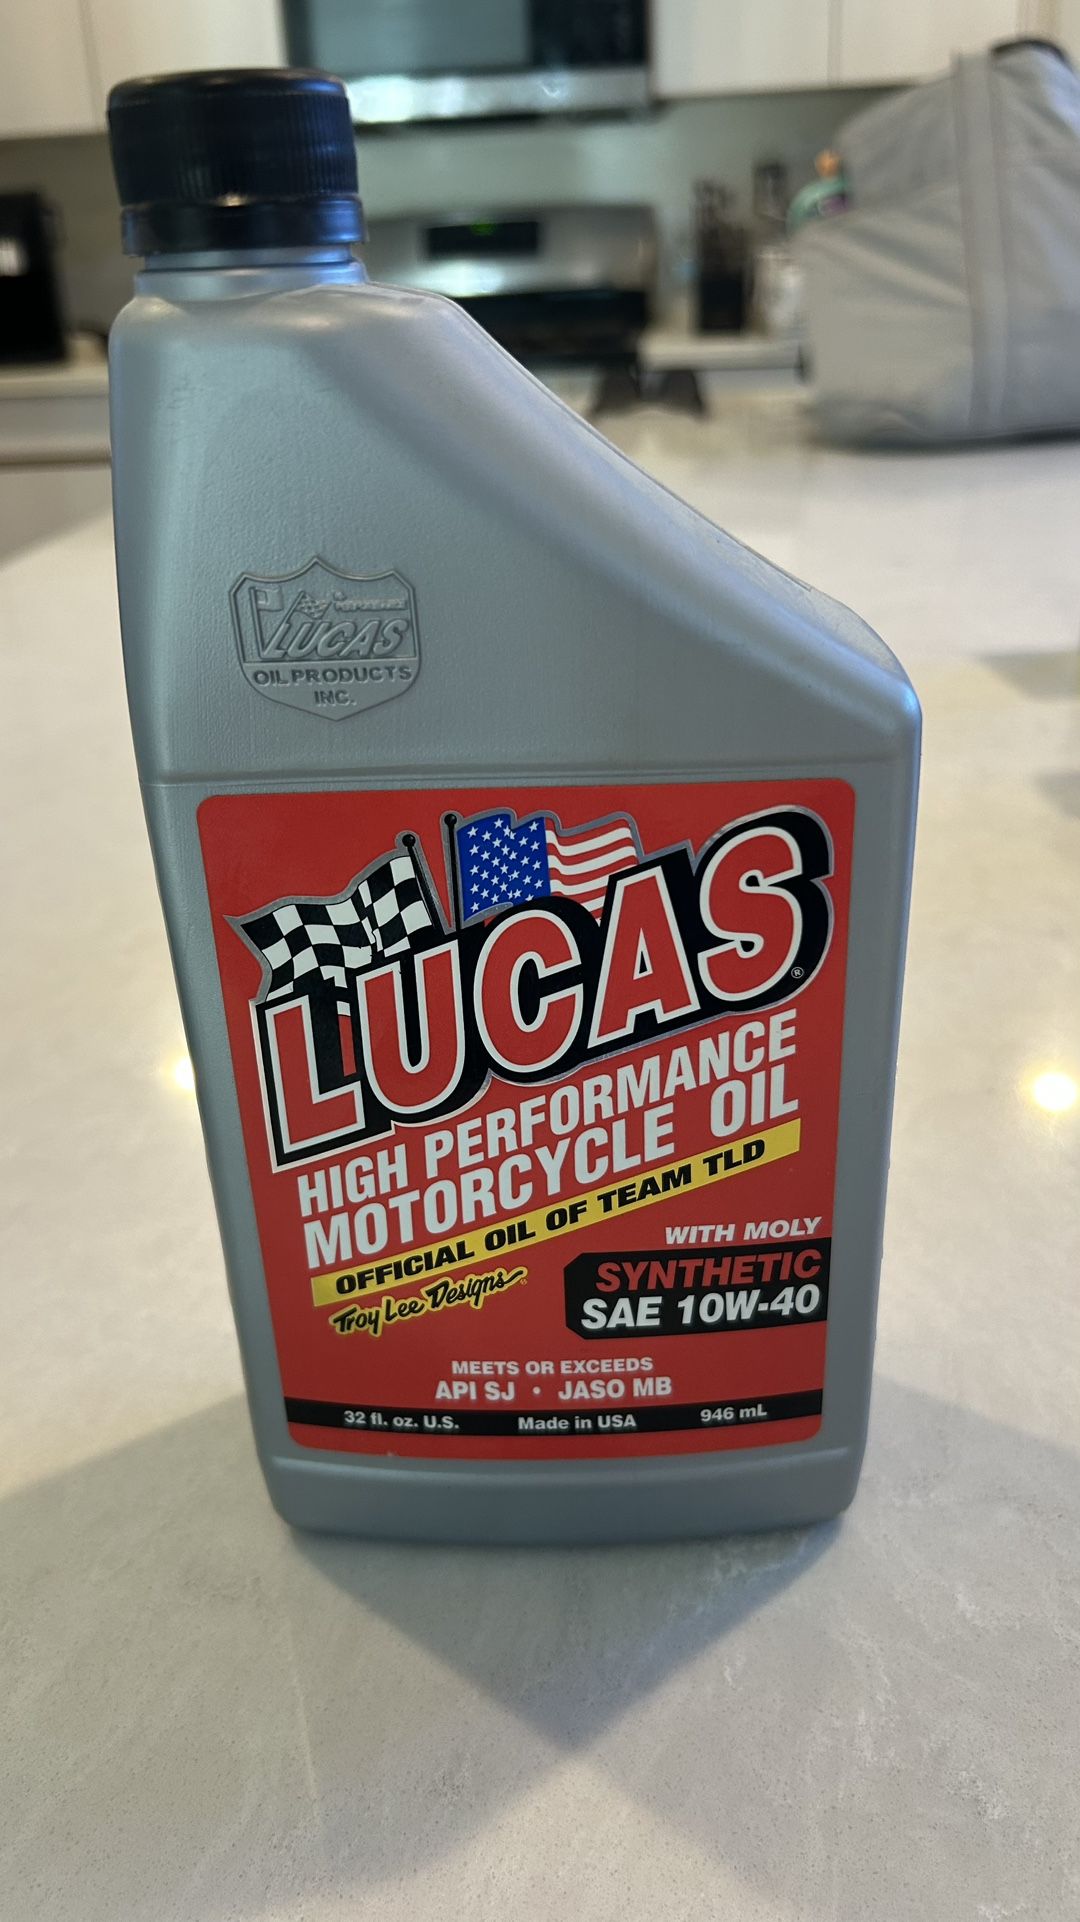 LUCAS
OIL PRODUCTS
INC.
LUCAS®
HIGH PERFORMANCE
MOTORCYCLE OIL
OFFICIAL OIL OF TEAM TLD
Troy Lee Designs
WITH MOLY
SYNTHETIC
SAE 10W-40
MEETS OR EXCEEDS
API SJ • JASO MB
32 fl. oz. U.S. Made in USA 946 mL